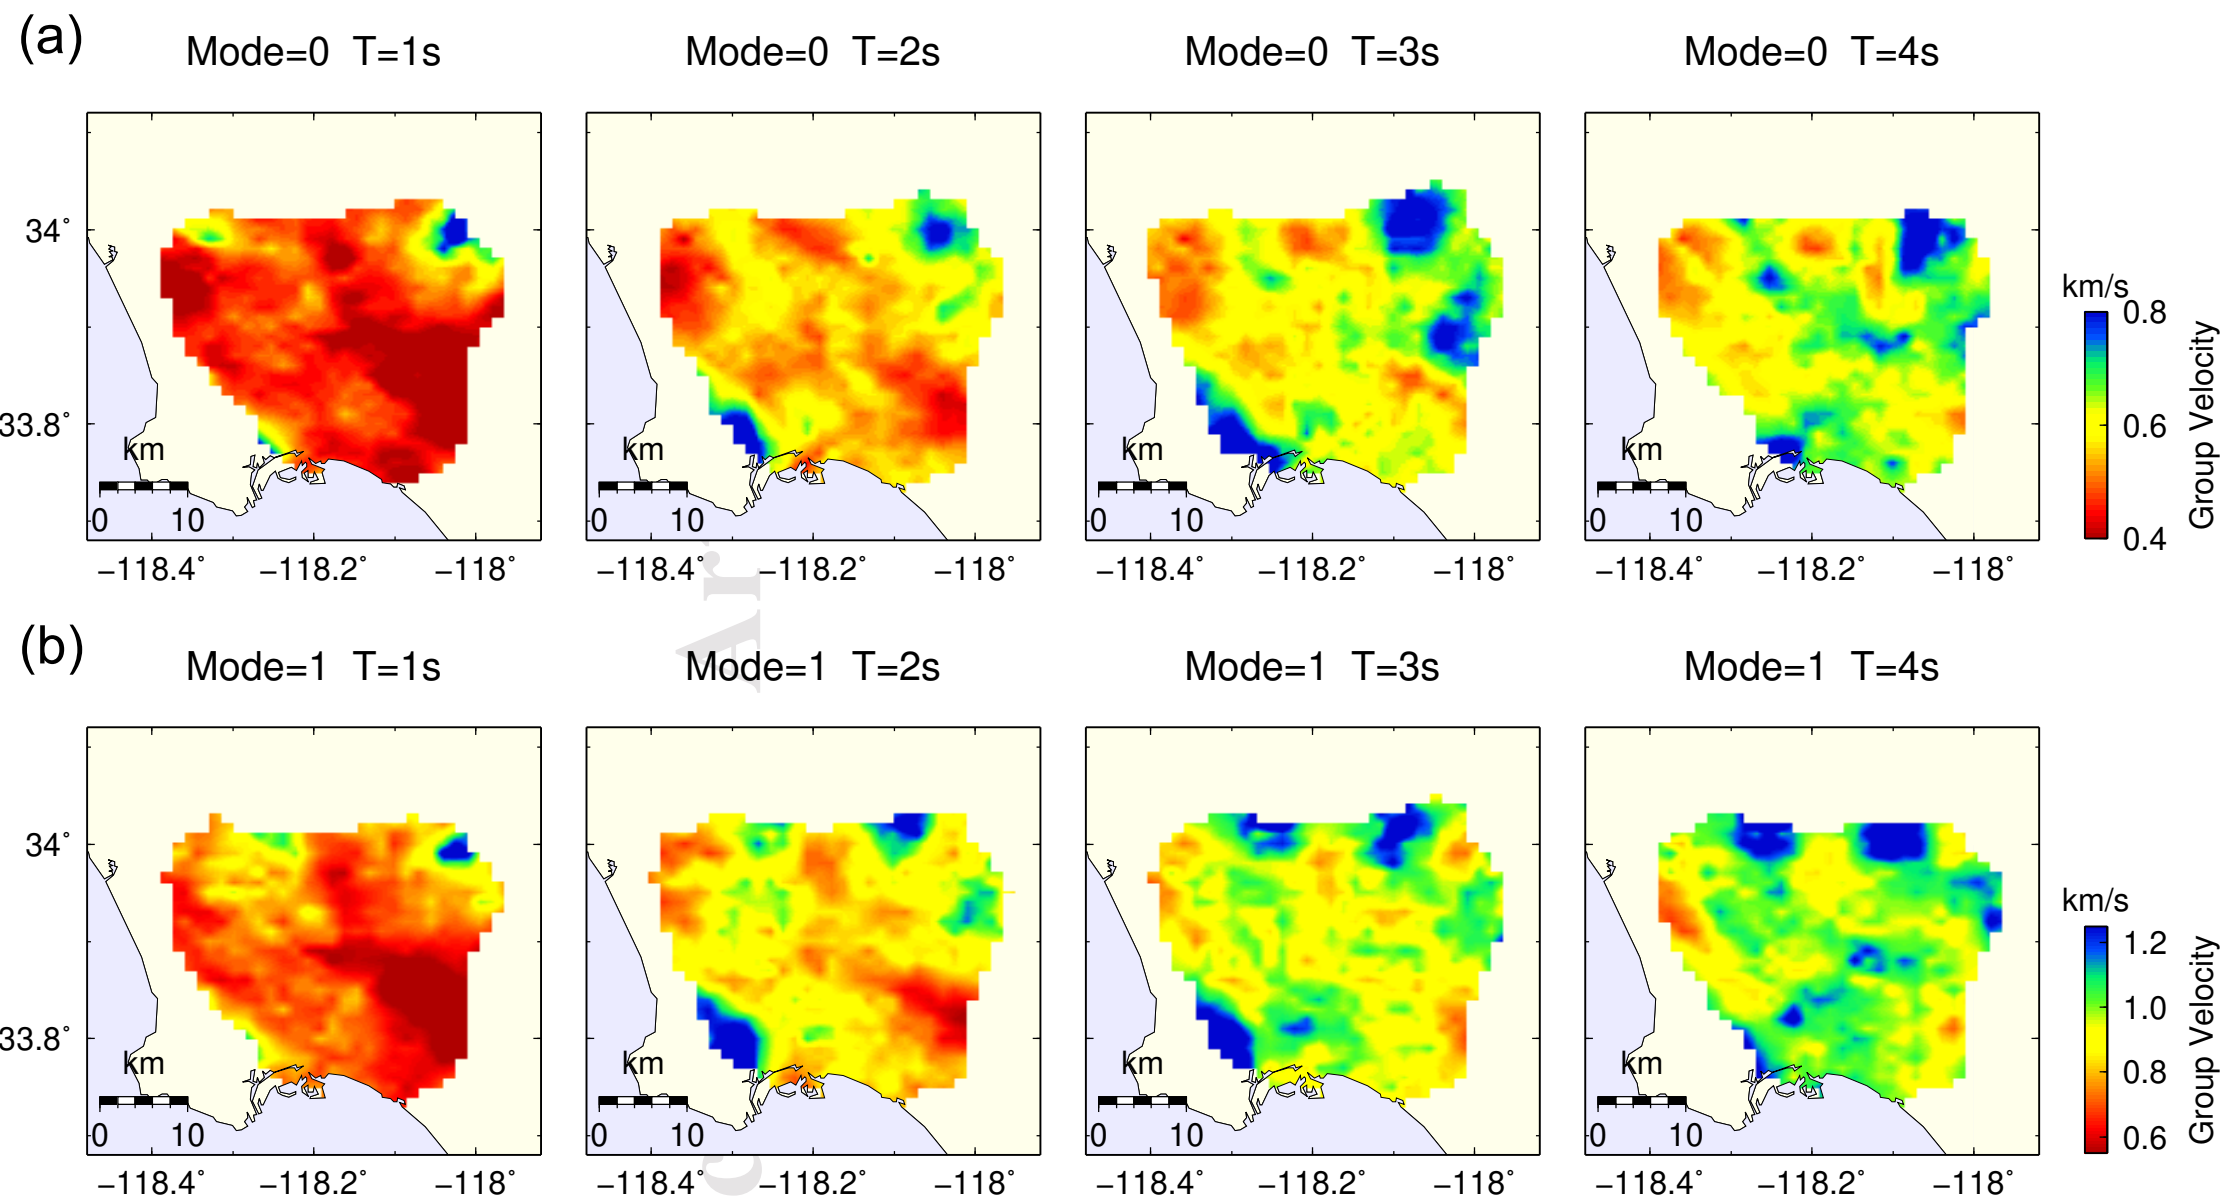 (a)
Mode=0 T=1s
Mode=0 T=2s
Mode=0 T=3s
Mode=0 T=4s
34°
33.8°
km
0 10
km
0 10
km
0 10
km
0 10
−118.4° −118.2° −118°
−118.4° −118.2° −118°
−118.4° −118.2° −118°
−118.4° −118.2° −118°
km/s
0.8
0.6
0.4
Group Velocity
(b)
Mode=1 T=1s
Mode=1 T=2s
Mode=1 T=3s
Mode=1 T=4s
34°
33.8°
km
0 10
km
0 10
km
0 10
km
0 10
−118.4° −118.2° −118°
−118.4° −118.2° −118°
−118.4° −118.2° −118°
−118.4° −118.2° −118°
km/s
1.2
1.0
0.8
0.6
Group Velocity